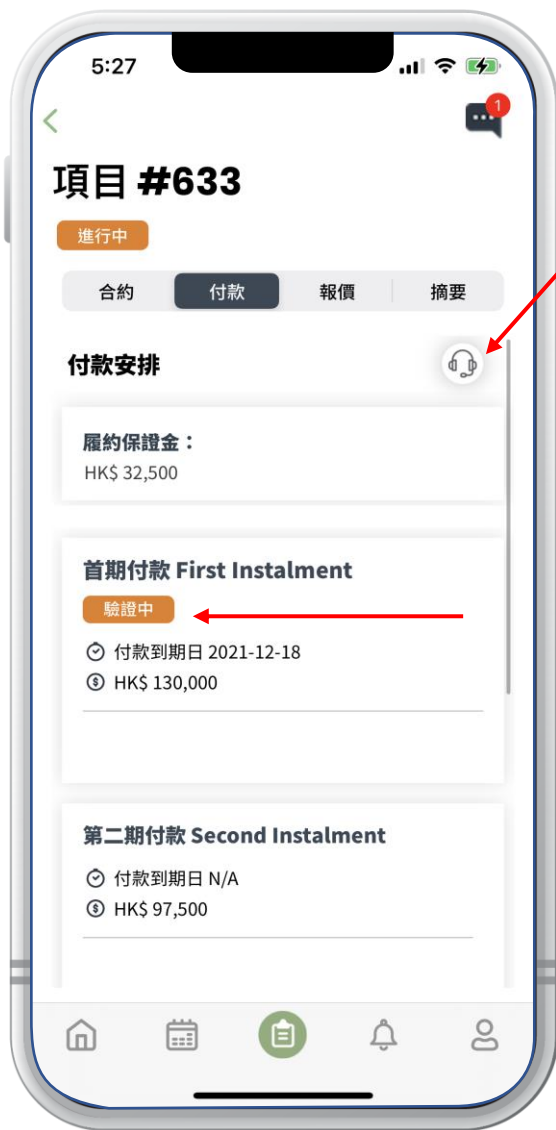 5:27
1
項目 #633
進行中
合約 付款 報價 摘要
付款安排
履約保證金：
HK$ 32,500
首期付款 First Instalment
驗證中
付款到期日 2021-12-18
HK$ 130,000
第二期付款 Second Instalment
付款到期日 N/A
HK$ 97,500